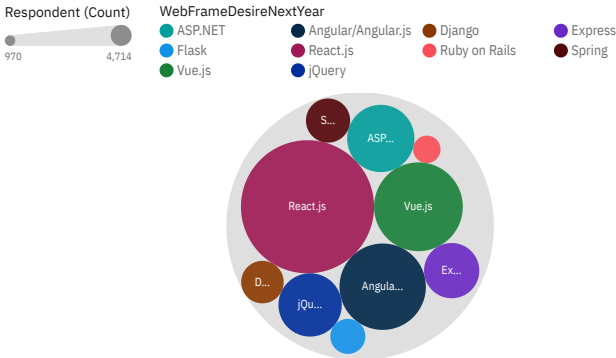 Respondent (Count)
970
4,714
WebFrameDesireNextYear
ASP.NET
Angular/Angular.js
Django
Express
Flask
React.js
Ruby on Rails
Spring
Vue.js
jQuery
S...
ASP...
React.js
Vue.js
Ex...
D...
Angula...
jQu...